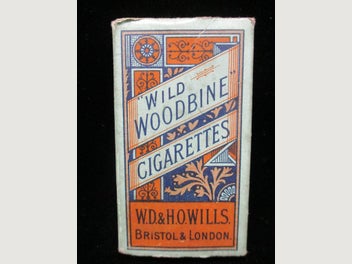 "WILD
WOODBINE"
CIGARETTES
W.D.&H.O.WILLS.
BRISTOL & LONDON.